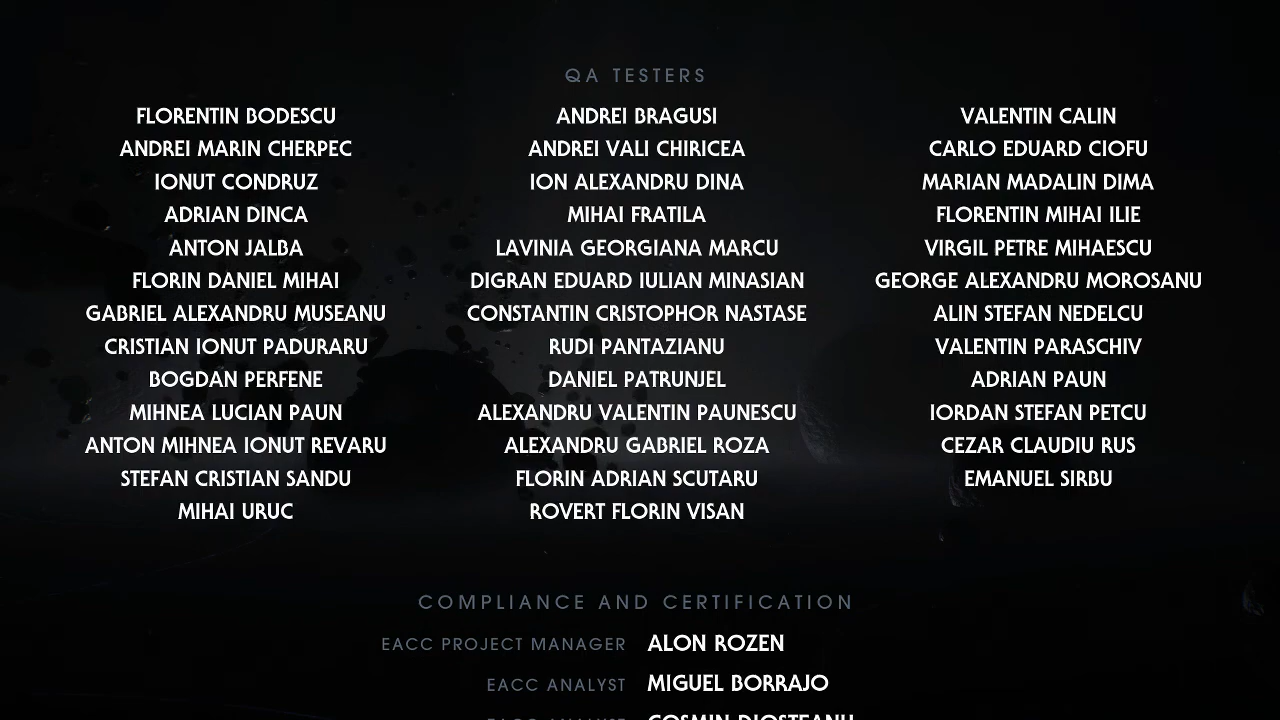 QA TESTERS
FLORENTIN BODESCU ANDREI BRAGUSI VALENTIN CALIN
ANDREI MARIN CHERPEC ANDREI VALI CHIRICEA CARLO EDUARD CIOFU
IONUT CONDRUZ ION ALEXANDRU DINA MARIAN MADALIN DIMA
ADRIAN DINCA MIHAI FRATILA FLORENTIN MIHAI ILIE
ANTON JALBA LAVINIA GEORGIANA MARCU VIRGIL PETRE MIHAESCU
FLORIN DANIEL MIHAI DIGRAN EDUARD IULIAN MINASIAN GEORGE ALEXANDRU MOROSANU
GABRIEL ALEXANDRU MUSEANU CONSTANTIN CRISTOPHOR NASTASE ALIN STEFAN NEDELCU
CRISTIAN IONUT PADURARU RUDI PANTAZIANU VALENTIN PARASCHIV
BOGDAN PERFENE DANIEL PATRUNJEL ADRIAN PAUN
MIHNEA LUCIAN PAUN ALEXANDRU VALENTIN PAUNESCU IORDAN STEFAN PETCU
ANTON MIHNEA IONUT REVARU ALEXANDRU GABRIEL ROZA CEZAR CLAUDIU RUS
STEFAN CRISTIAN SANDU FLORIN ADRIAN SCUTARU EMANUEL SIRBU
MIHAI URUC ROVERT FLORIN VISAN
COMPLIANCE AND CERTIFICATION
EACC PROJECT MANAGER ALON ROZEN
EACC ANALYST MIGUEL BORRAJO
EACC ANALYST COSMIN DIOSTEANU